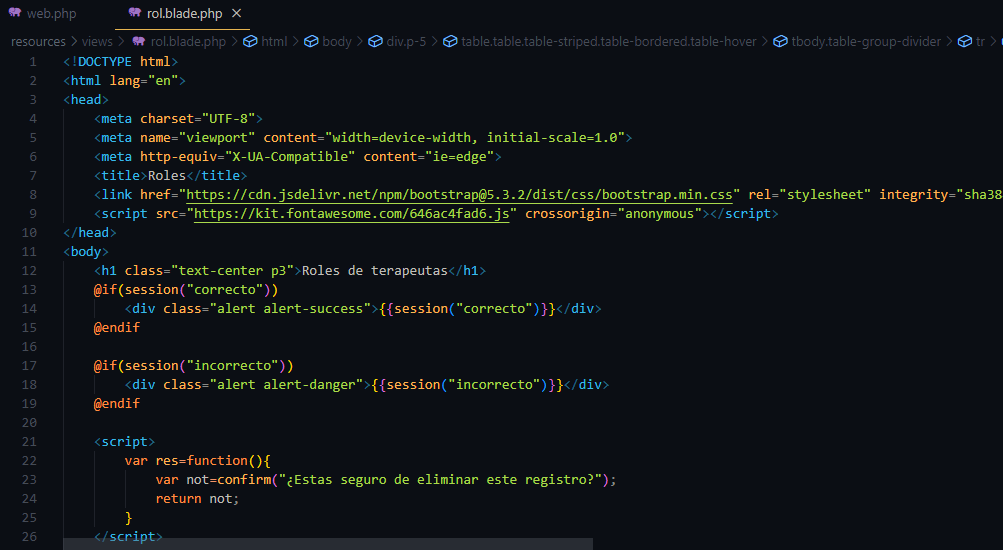 web.php rol.blade.php
resources > views > rol.blade.php > html > body > div.p-5 > table.table.table-striped.table-bordered.table-hover > tbody.table-group-divider > tr >
1 <!DOCTYPE html>
2 <html lang="en">
3 <head>
4 <meta charset="UTF-8">
5 <meta name="viewport" content="width=device-width, initial-scale=1.0">
6 <meta http-equiv="X-UA-Compatible" content="ie=edge">
7 <title>Roles</title>
8 <link href="https://cdn.jsdelivr.net/npm/bootstrap@5.3.2/dist/css/bootstrap.min.css" rel="stylesheet" integrity="sha38
9 <script src="https://kit.fontawesome.com/646ac4fad6.js" crossorigin="anonymous"></script>
10 </head>
11 <body>
12 <h1 class="text-center p3">Roles de terapeutas</h1>
13 @if(session("correcto"))
14 <div class="alert alert-success">{{session("correcto")}}</div>
15 @endif
16
17 @if(session("incorrecto"))
18 <div class="alert alert-danger">{{session("incorrecto")}}</div>
19 @endif
20
21 <script>
22 var res=function(){
23 var not=confirm("¿Estas seguro de eliminar este registro?");
24 return not;
25 }
26 </script>